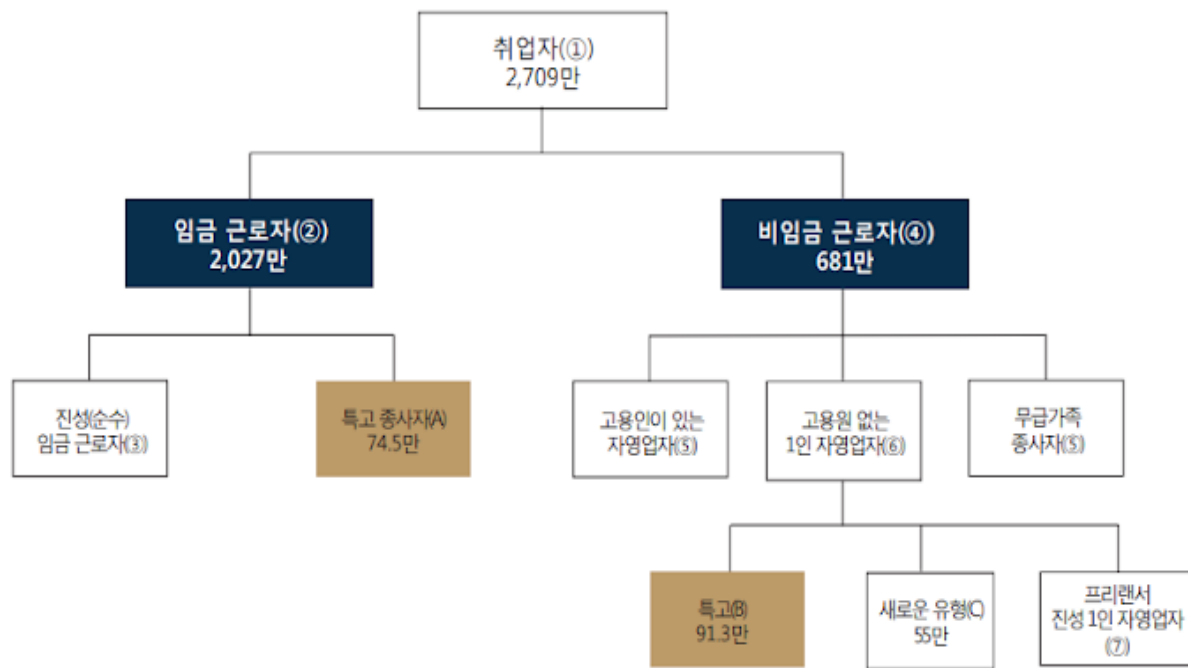 취업자(①)
2,709만
임금 근로자(②)
2,027만
비임금 근로자(④)
681만
진성(순수)
임금 근로자(③)
특고 종사자(A)
74.5만
고용인이 있는
자영업자(⑤)
고용원 없는
1인 자영업자(⑥)
무급가족
종사자(⑤)
특고(B)
91.3만
새로운 유형(C)
55만
프리랜서
진성 1인 자영업자
(⑦)